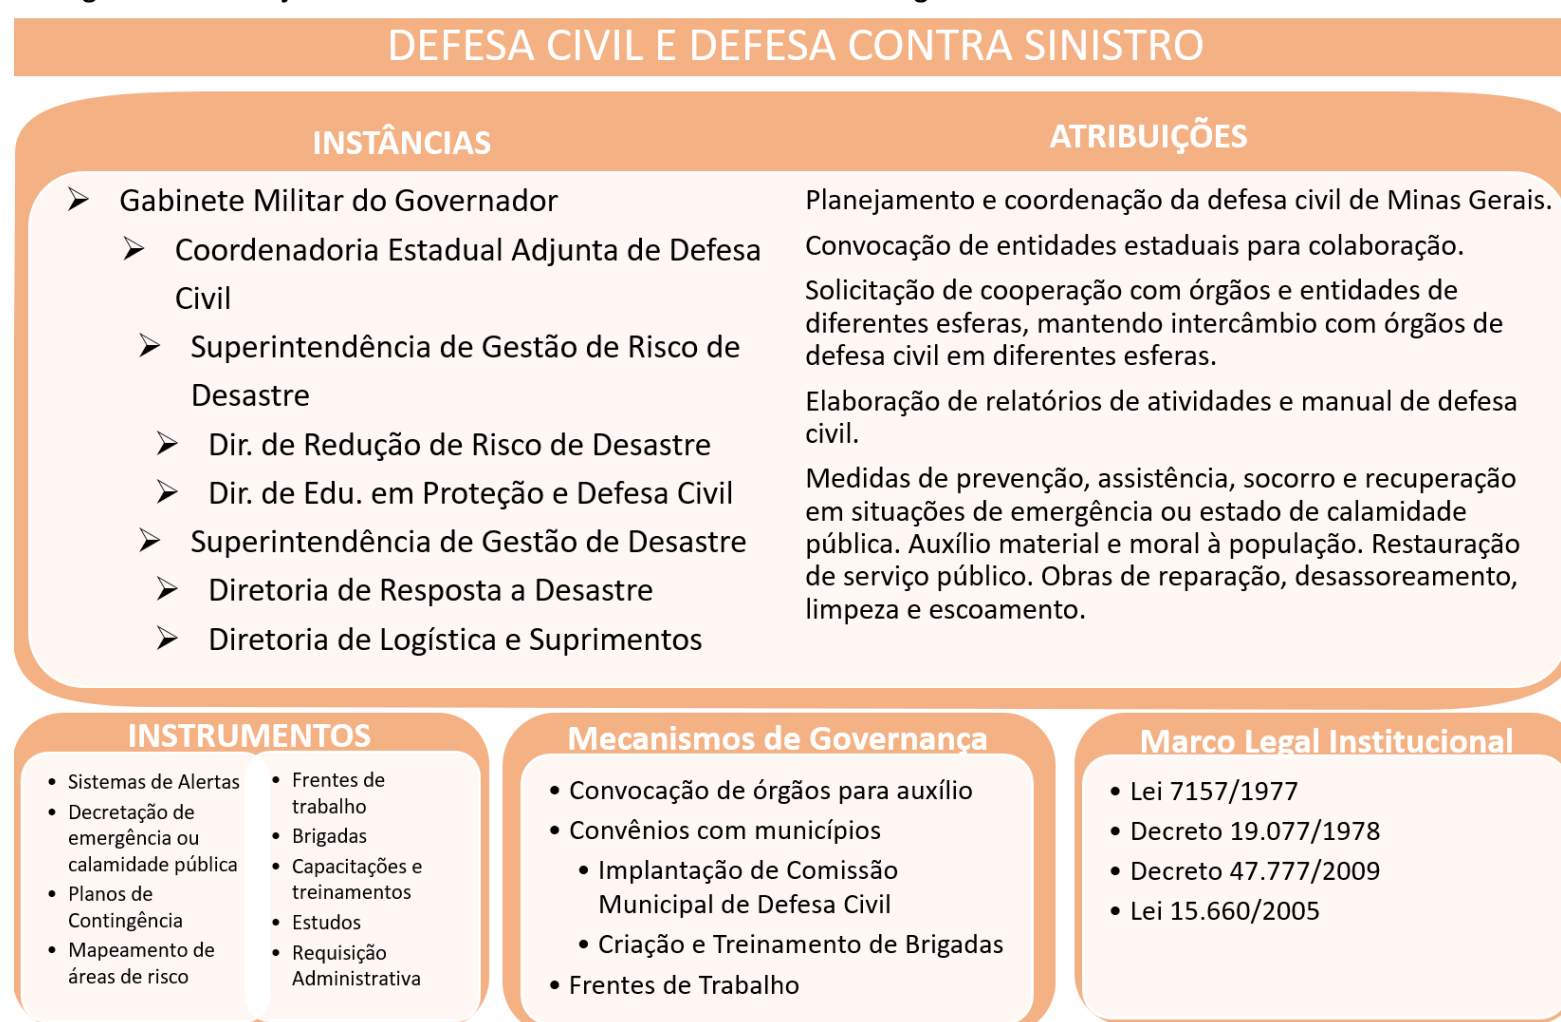 DEFESA CIVIL E DEFESA CONTRA SINISTRO
INSTÂNCIAS
➢ Gabinete Militar do Governador
➢ Coordenadoria Estadual Adjunta de Defesa
Civil
➢ Superintendência de Gestão de Risco de
Desastre
➢ Dir. de Redução de Risco de Desastre
➢ Dir. de Edu. em Proteção e Defesa Civil
➢ Superintendência de Gestão de Desastre
➢ Diretoria de Resposta a Desastre
➢ Diretoria de Logística e Suprimentos
ATRIBUIÇÕES
Planejamento e coordenação da defesa civil de Minas Gerais.
Convocação de entidades estaduais para colaboração.
Solicitação de cooperação com órgãos e entidades de
diferentes esferas, mantendo intercâmbio com órgãos de
defesa civil em diferentes esferas.
Elaboração de relatórios de atividades e manual de defesa
civil.
Medidas de prevenção, assistência, socorro e recuperação
em situações de emergência ou estado de calamidade
pública. Auxílio material e moral à população. Restauração
de serviço público. Obras de reparação, desassoreamento,
limpeza e escoamento.
INSTRUMENTOS
• Sistemas de Alertas
• Decretação de
emergência ou
calamidade pública
• Planos de
Contingência
• Mapeamento de
áreas de risco
• Frentes de
trabalho
• Brigadas
• Capacitações e
treinamentos
• Estudos
• Requisição
Administrativa
Mecanismos de Governança
• Convocação de órgãos para auxílio
• Convênios com municípios
• Implantação de Comissão
Municipal de Defesa Civil
• Criação e Treinamento de Brigadas
• Frentes de Trabalho
Marco Legal Institucional
• Lei 7157/1977
• Decreto 19.077/1978
• Decreto 47.777/2009
• Lei 15.660/2005